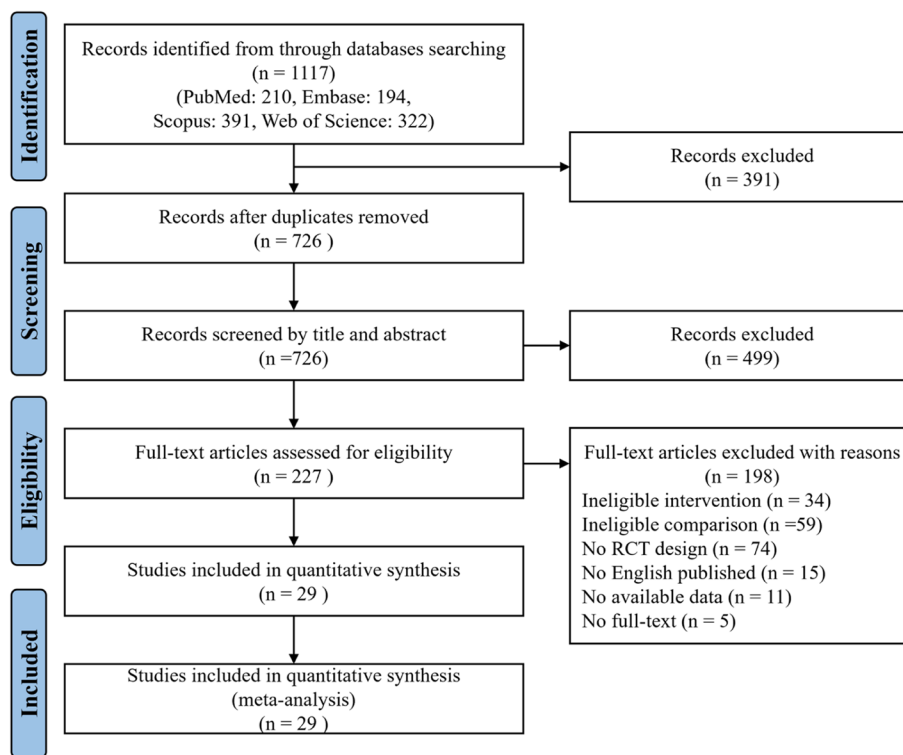 Identification
Records identified from through databases searching
(n = 1117)
(PubMed: 210, Embase: 194,
Scopus: 391, Web of Science: 322)
Records excluded
(n = 391)
Screening
Records after duplicates removed
(n = 726 )
Records screened by title and abstract
(n =726)
Records excluded
(n = 499)
Eligibility
Full-text articles assessed for eligibility
(n = 227 )
Full-text articles excluded with reasons
(n = 198)
Ineligible intervention (n = 34)
Ineligible comparison (n =59)
No RCT design (n = 74)
No English published (n = 15)
No available data (n = 11)
No full-text (n = 5)
Studies included in quantitative synthesis
(n = 29 )
Included
Studies included in quantitative synthesis
(meta-analysis)
(n = 29 )